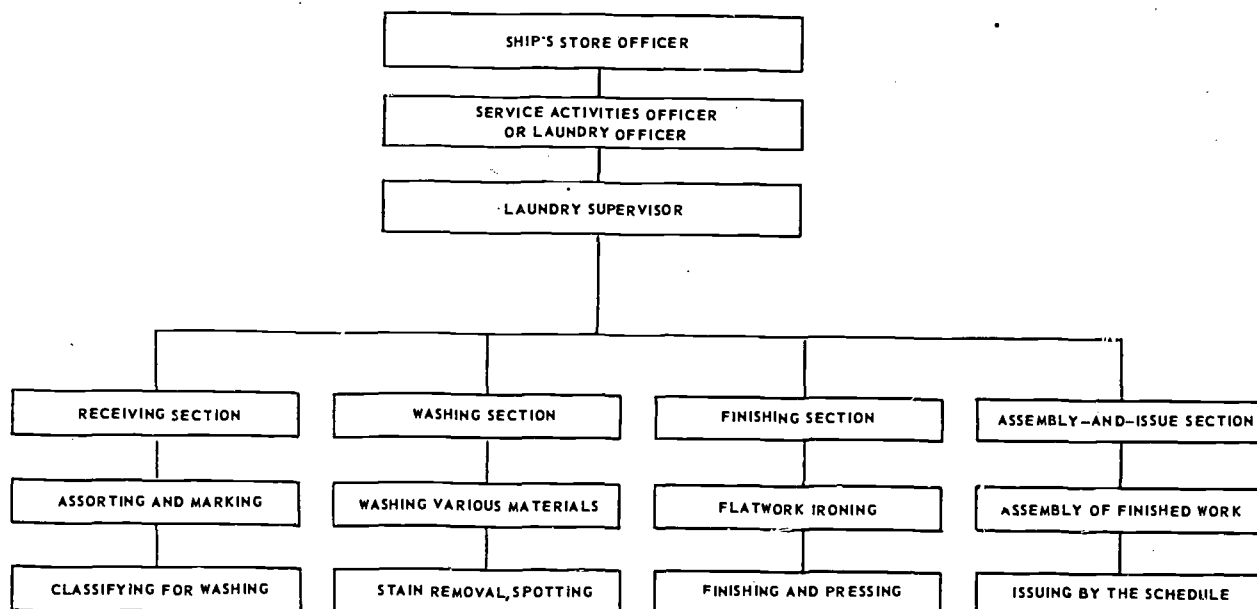 SHIP'S STORE OFFICER
SERVICE ACTIVITIES OFFICER
OR LAUNDRY OFFICER
LAUNDRY SUPERVISOR
RECEIVING SECTION
WASHING SECTION
FINISHING SECTION
ASSEMBLY-AND-ISSUE SECTION
ASSORTING AND MARKING
WASHING VARIOUS MATERIALS
FLATWORK IRONING
ASSEMBLY OF FINISHED WORK
CLASSIFYING FOR WASHING
STAIN REMOVAL, SPOTTING
FINISHING AND PRESSING
ISSUING BY THE SCHEDULE